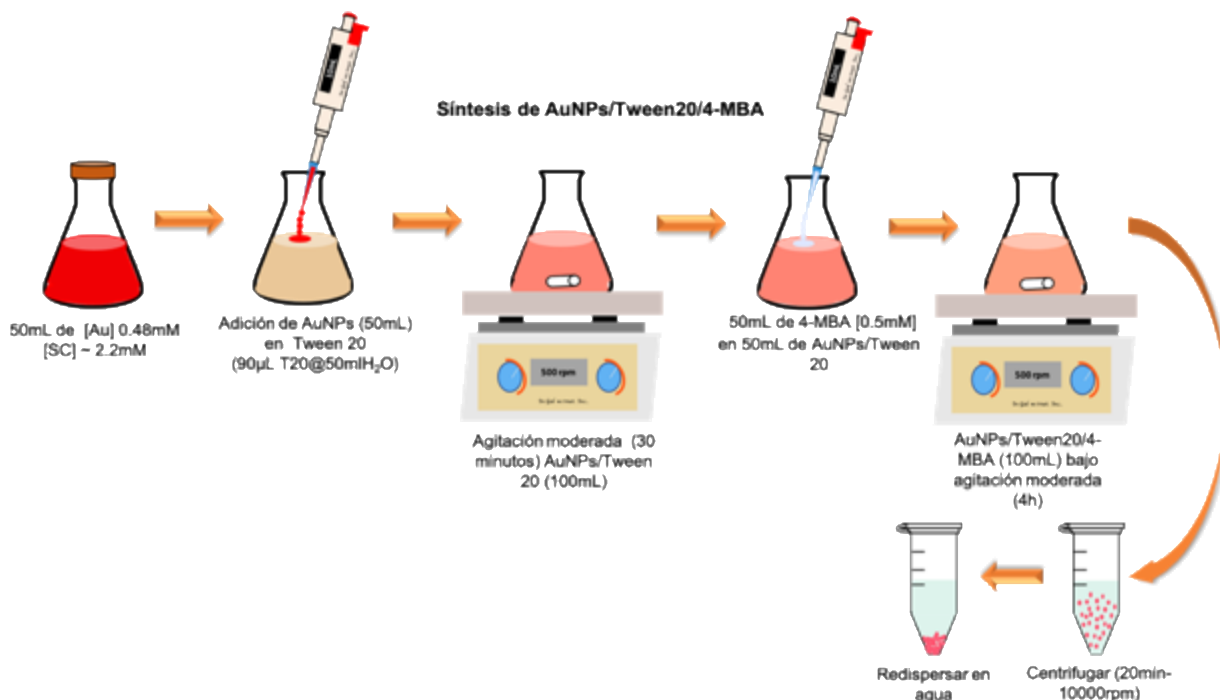 Síntesis de AuNPs/Tween20/4-MBA
50mL de [Au] 0.48mM
[SC] ~ 2.2mM
Adición de AuNPs (50mL)
en Tween 20
(90µL T20@50mlH₂O)
500 rpm
Agitación moderada (30
minutos) AuNPs/Tween
20 (100mL)
50mL de 4-MBA [0.5mM]
en 50mL de AuNPs/Tween
20
500 rpm
AuNPs/Tween20/4-
MBA (100mL) bajo
agitación moderada
(4h)
Redispersar en
agua
Centrifugar (20min-
10000rpm)